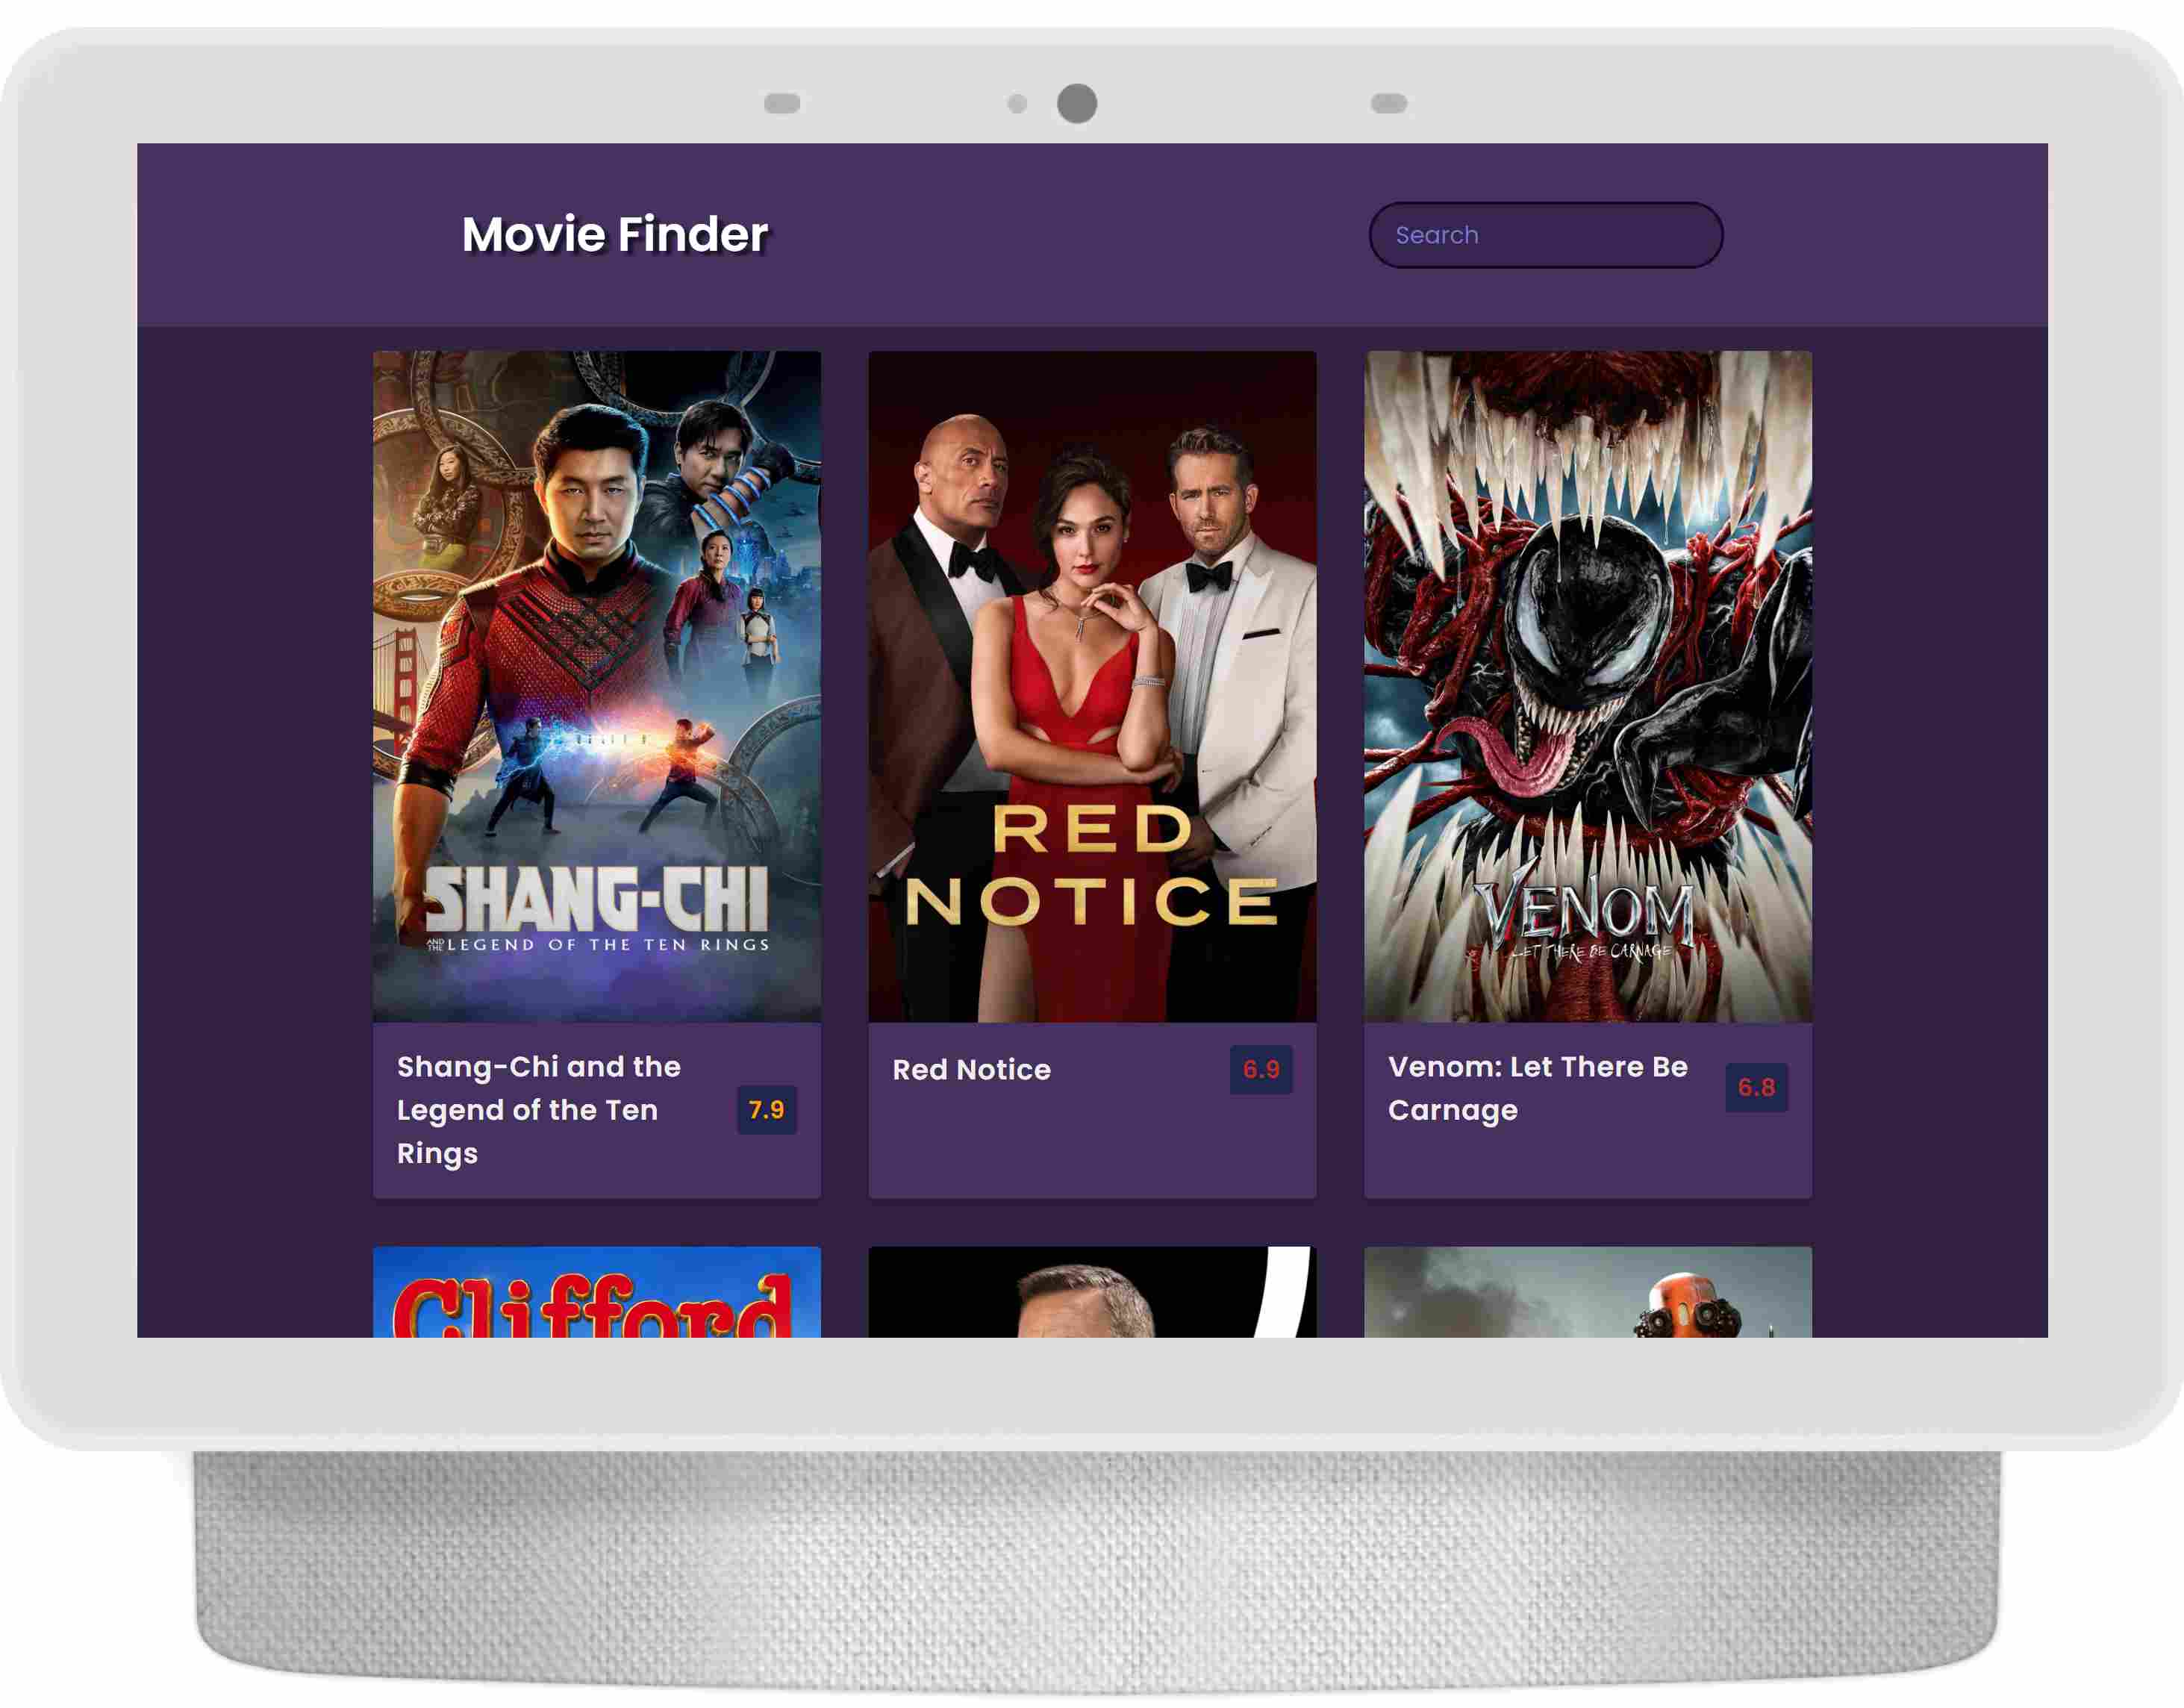 Movie Finder
Search
SHANG-CHI
AND THE LEGEND OF THE TEN RINGS
RED
NOTICE
VENOM
LET THERE BE CARNAGE
Shang-Chi and the
Legend of the Ten
Rings
7.9
Red Notice
6.9
Venom: Let There Be
Carnage
6.8
Clifford